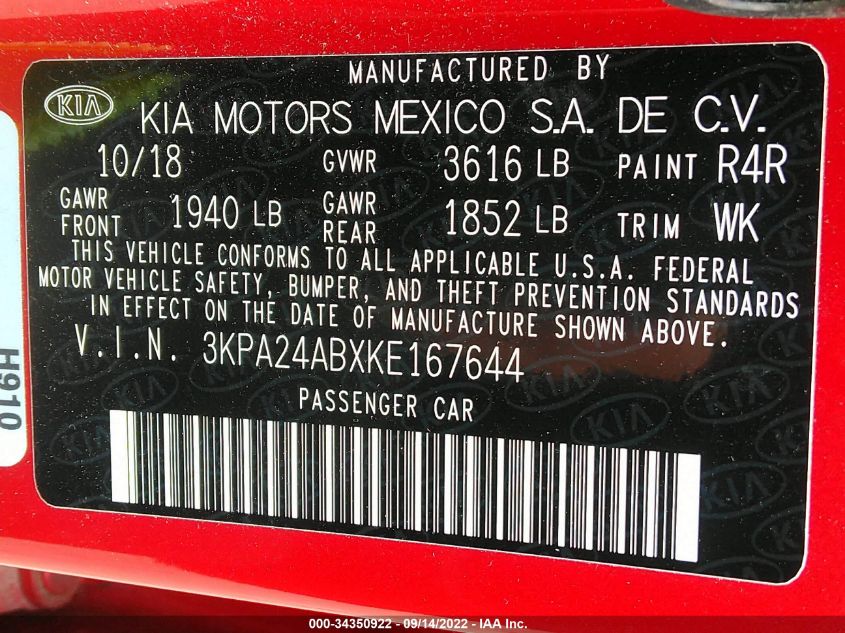 MANUFACTURED BY
KIA KIA MOTORS MEXICO S.A. DE C.V.
10/18 GVWR 3616 LB PAINT R4R
GAWR FRONT 1940 LB GAWR REAR 1852 LB TRIM WK
THIS VEHICLE CONFORMS TO ALL APPLICABLE U.S.A. FEDERAL
MOTOR VEHICLE SAFETY, BUMPER, AND THEFT PREVENTION STANDARDS
IN EFFECT ON THE DATE OF MANUFACTURE SHOWN ABOVE.
V.I.N. 3KPA24ABXKE167644
PASSENGER CAR
H910
000-34350922 - 09/14/2022 - IAA Inc.